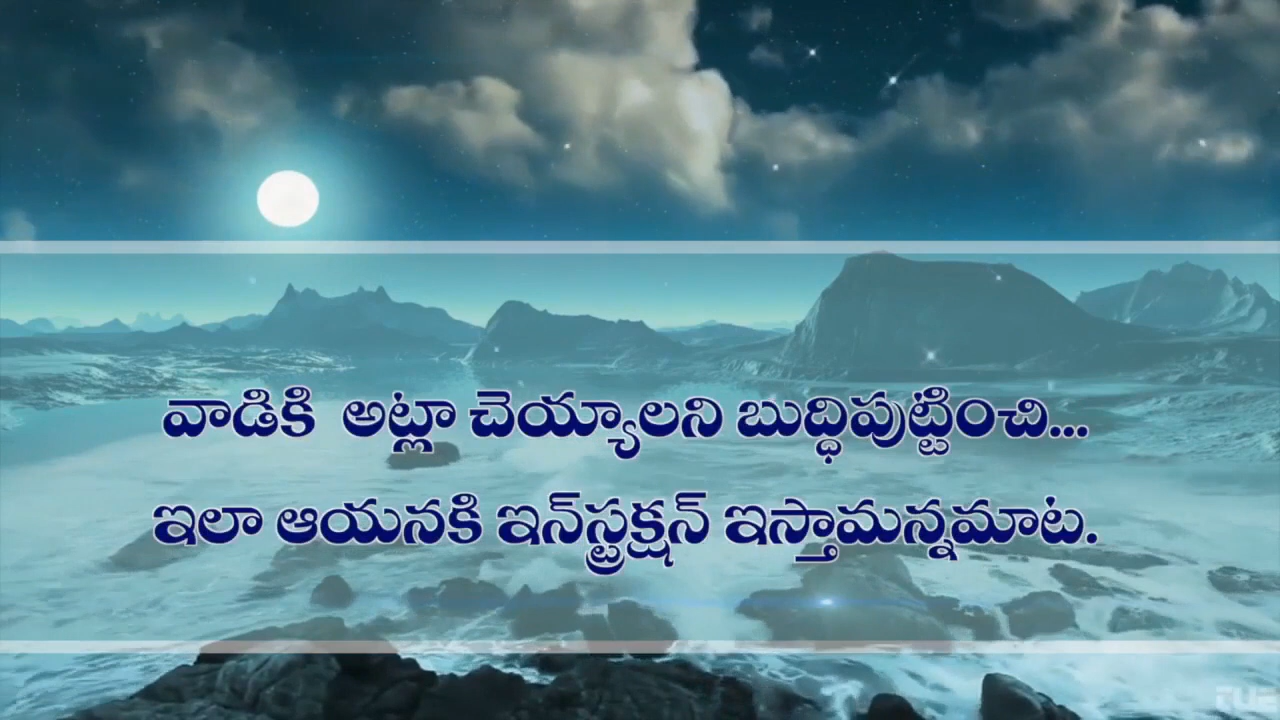 వాడికి అట్లా చెయ్యాలని బుద్ధిపుట్టించి...
ఇలా ఆయనకి ఇన్‌స్ట్రక్షన్ ఇస్తామన్నమాట.